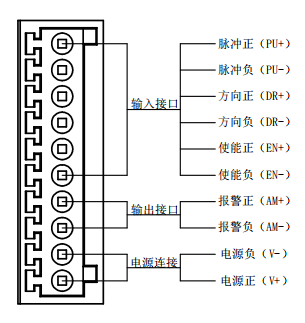 脉冲正（PU+）
脉冲负（PU-）
方向正（DR+）
输入接口
方向负（DR-）
使能正（EN+）
使能负（EN-）
报警正（AM+）
输出接口
报警负（AM-）
电源负（V-）
电源连接
电源正（V+）